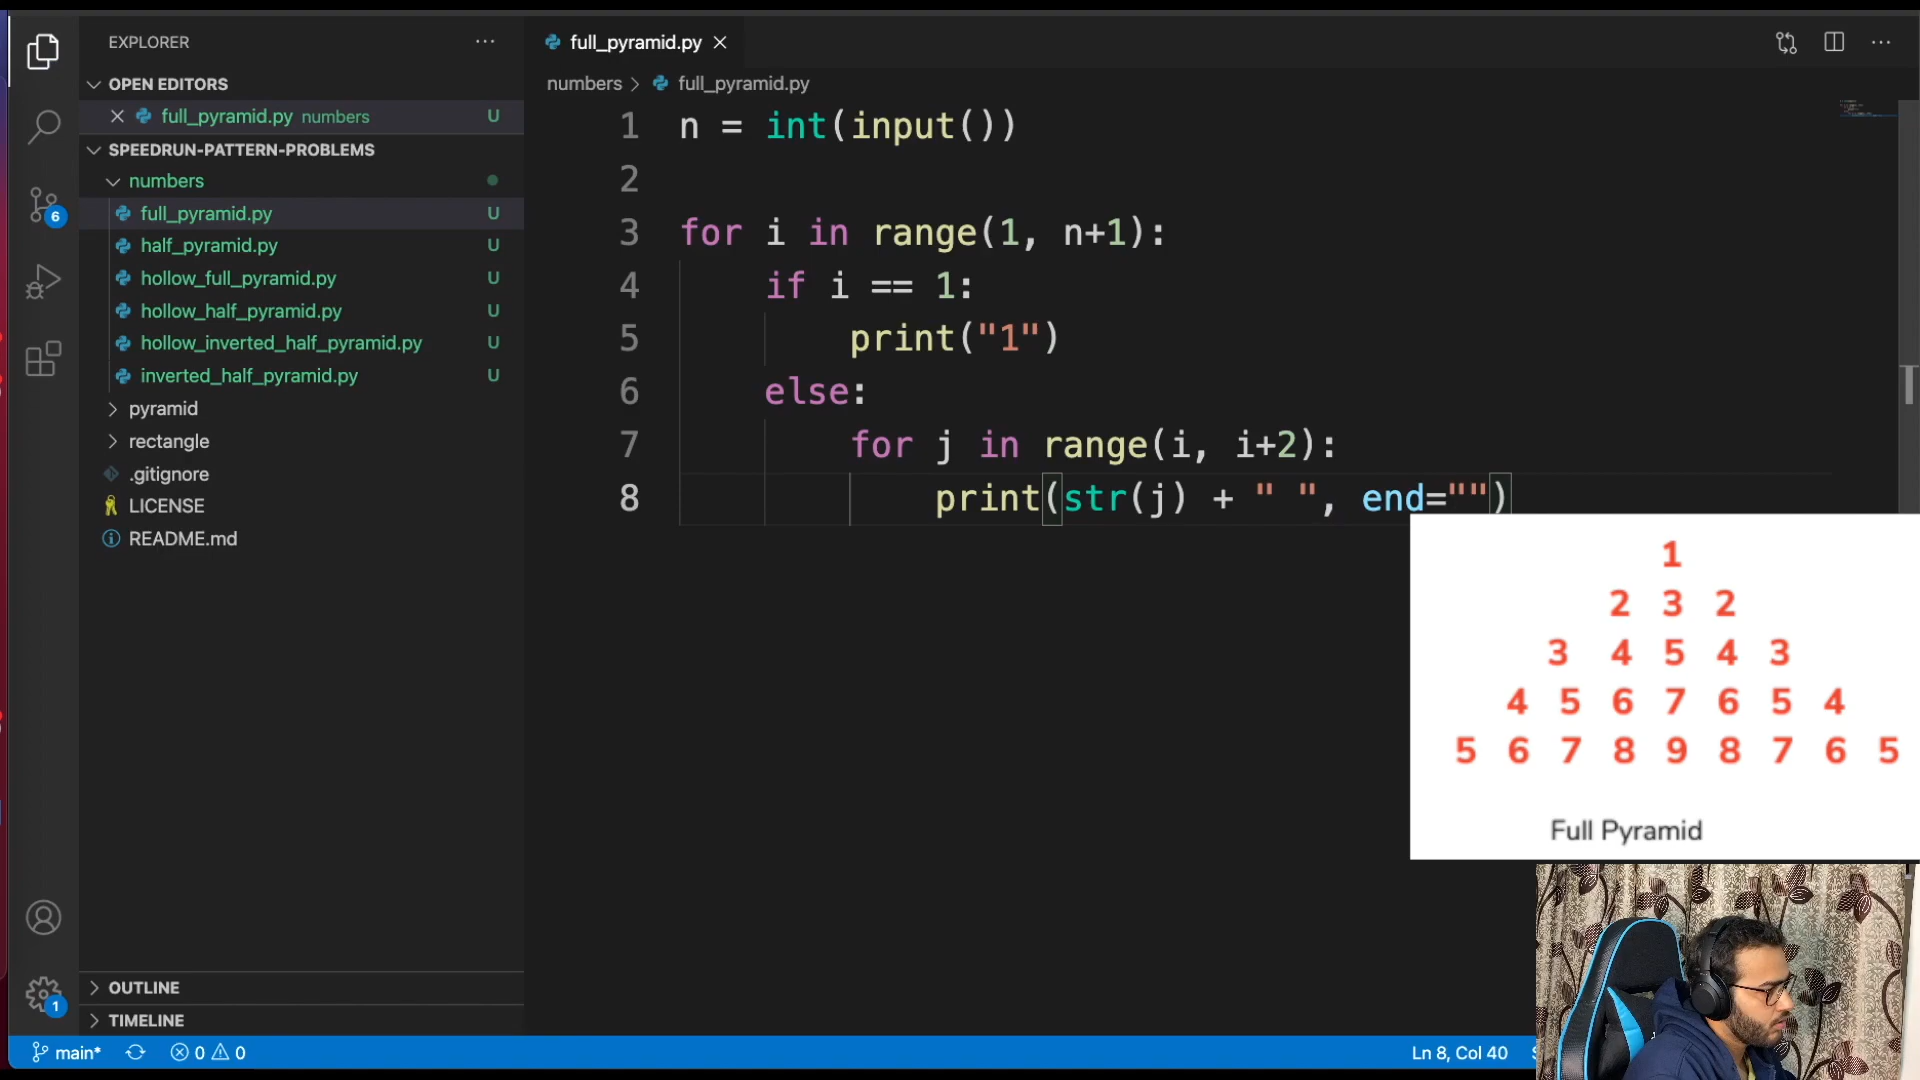 EXPLORER
OPEN EDITORS
full_pyramid.py numbers U
SPEEDRUN-PATTERN-PROBLEMS
numbers
full_pyramid.py U
half_pyramid.py U
hollow_full_pyramid.py U
hollow_half_pyramid.py U
hollow_inverted_half_pyramid.py U
inverted_half_pyramid.py U
pyramid
rectangle
.gitignore
LICENSE
README.md
6
1
OUTLINE
TIMELINE
main*
0 0
full_pyramid.py
numbers > full_pyramid.py
1 n = int(input())
2
3 for i in range(1, n+1):
4 if i == 1:
5 print("1")
6 else:
7 for j in range(i, i+2):
8 print(str(j) + " ", end="")
1
2 3 2
3 4 5 4 3
4 5 6 7 6 5 4
5 6 7 8 9 8 7 6 5
Full Pyramid
Ln 8, Col 40